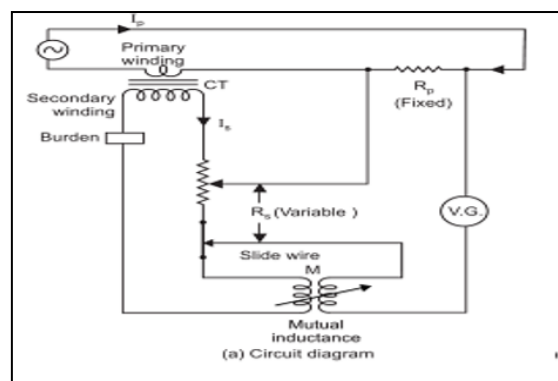 Ip
Primary
winding
CT
Rp
(Fixed)
Secondary
winding
Burden
Is
Rs (Variable )
V.G.
Slide wire
M
Mutual
inductance
(a) Circuit diagram